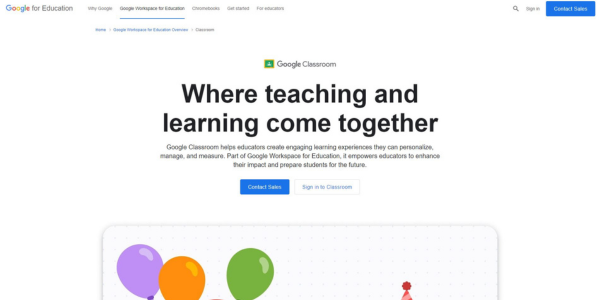 Google for Education
Why Google Google Workspace for Education Chromebooks Get started For educators
Sign in Contact Sales
Home / Google Workspace for Education Overview / Classroom
Google Classroom
Where teaching and
learning come together
Google Classroom helps educators create engaging learning experiences they can personalize,
manage, and measure. Part of Google Workspace for Education, it empowers educators to enhance
their impact and prepare students for the future.
Contact Sales Sign in to Classroom